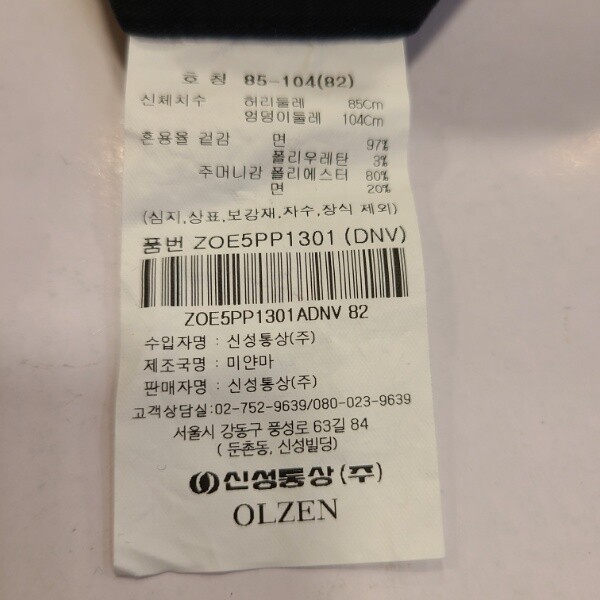 호 칭 85-104(82)
신체치수 허리둘레 85Cm
엉덩이둘레 104Cm
혼용율 겉감 면 97%
폴리우레탄 3%
주머니감 폴리에스터 80%
면 20%
(심지,상표,보강재,자수,장식 제외)
품번 ZOE5PP1301 (DNV)
ZOE5PP1301ADNV 82
수입자명 : 신성통상(주)
제조국명 : 미얀마
판매자명 : 신성통상(주)
고객상담실:02-752-9639/080-023-9639
서울시 강동구 풍성로 63길 84
( 둔촌동, 신성빌딩)
신성통상(주)
OLZEN